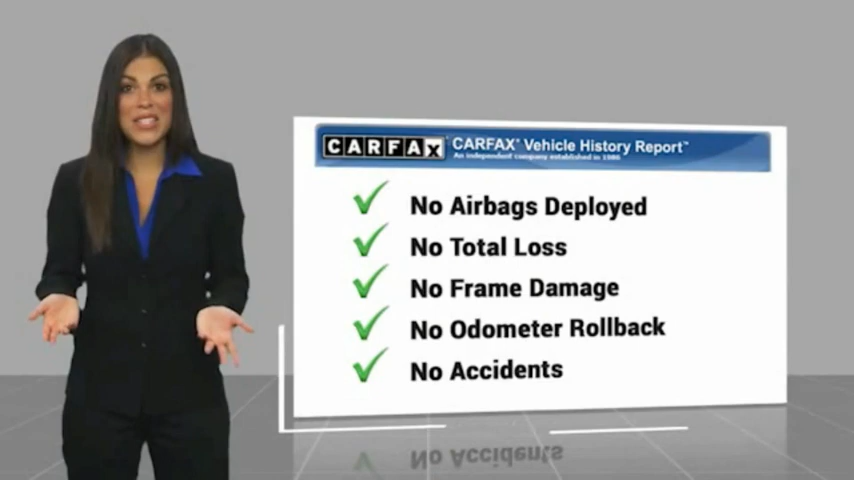 CARFAX CARFAX® Vehicle History Report™
An independent company established in 1986
No Airbags Deployed
No Total Loss
No Frame Damage
No Odometer Rollback
No Accidents
No Accidents